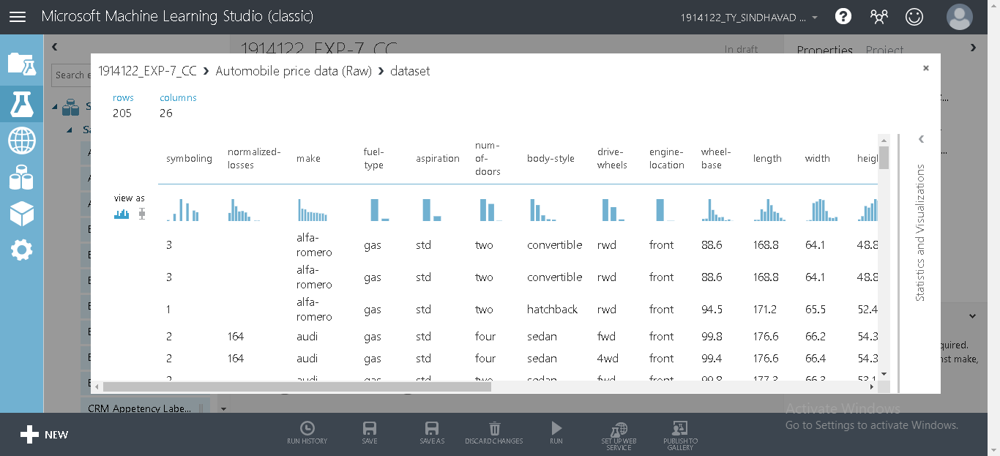 Microsoft Machine Learning Studio (classic)
1914122_TY_SINDHAVAD ...
1914122_EXP-7_CC
In draft
Properties Project
Search e
1914122_EXP-7_CC > Automobile price data (Raw) > dataset
rows columns
205 26
symboling normalized-losses make fuel-type aspiration num-of-doors body-style drive-wheels engine-location wheel-base length width heigh
view as
3 alfa-romero gas std two convertible rwd front 88.6 168.8 64.1 48.8
3 alfa-romero gas std two convertible rwd front 88.6 168.8 64.1 48.8
1 alfa-romero gas std two hatchback rwd front 94.5 171.2 65.5 52.4
2 164 audi gas std four sedan fwd front 99.8 176.6 66.2 54.3
2 164 audi gas std four sedan 4wd front 99.4 176.6 66.4 54.3
2 audi gas std two sedan fwd front 99.8 177.3 66.3 53.1
Statistics and Visualizations
quired.
nst make,
CRM Appetency Labe...
Activate Windows
Go to Settings to activate Windows.
NEW
RUN HISTORY
SAVE
SAVE AS
DISCARD CHANGES
RUN
SET UP WEB
SERVICE
PUBLISH TO
GALLERY